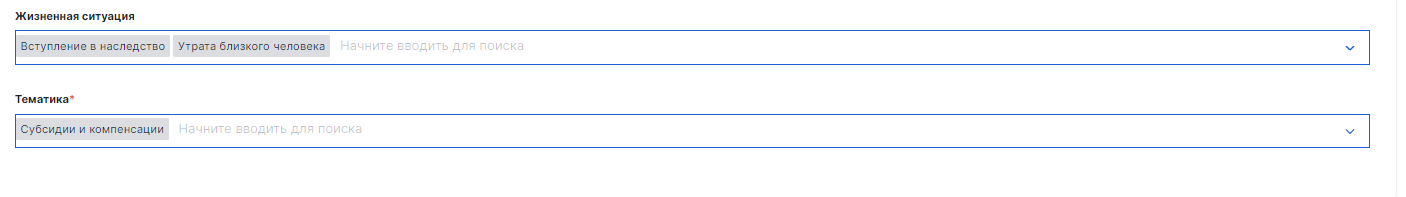 Жизненная ситуация
Вступление в наследство Утрата близкого человека Начните вводить для поиска
Тематика*
Субсидии и компенсации Начните вводить для поиска